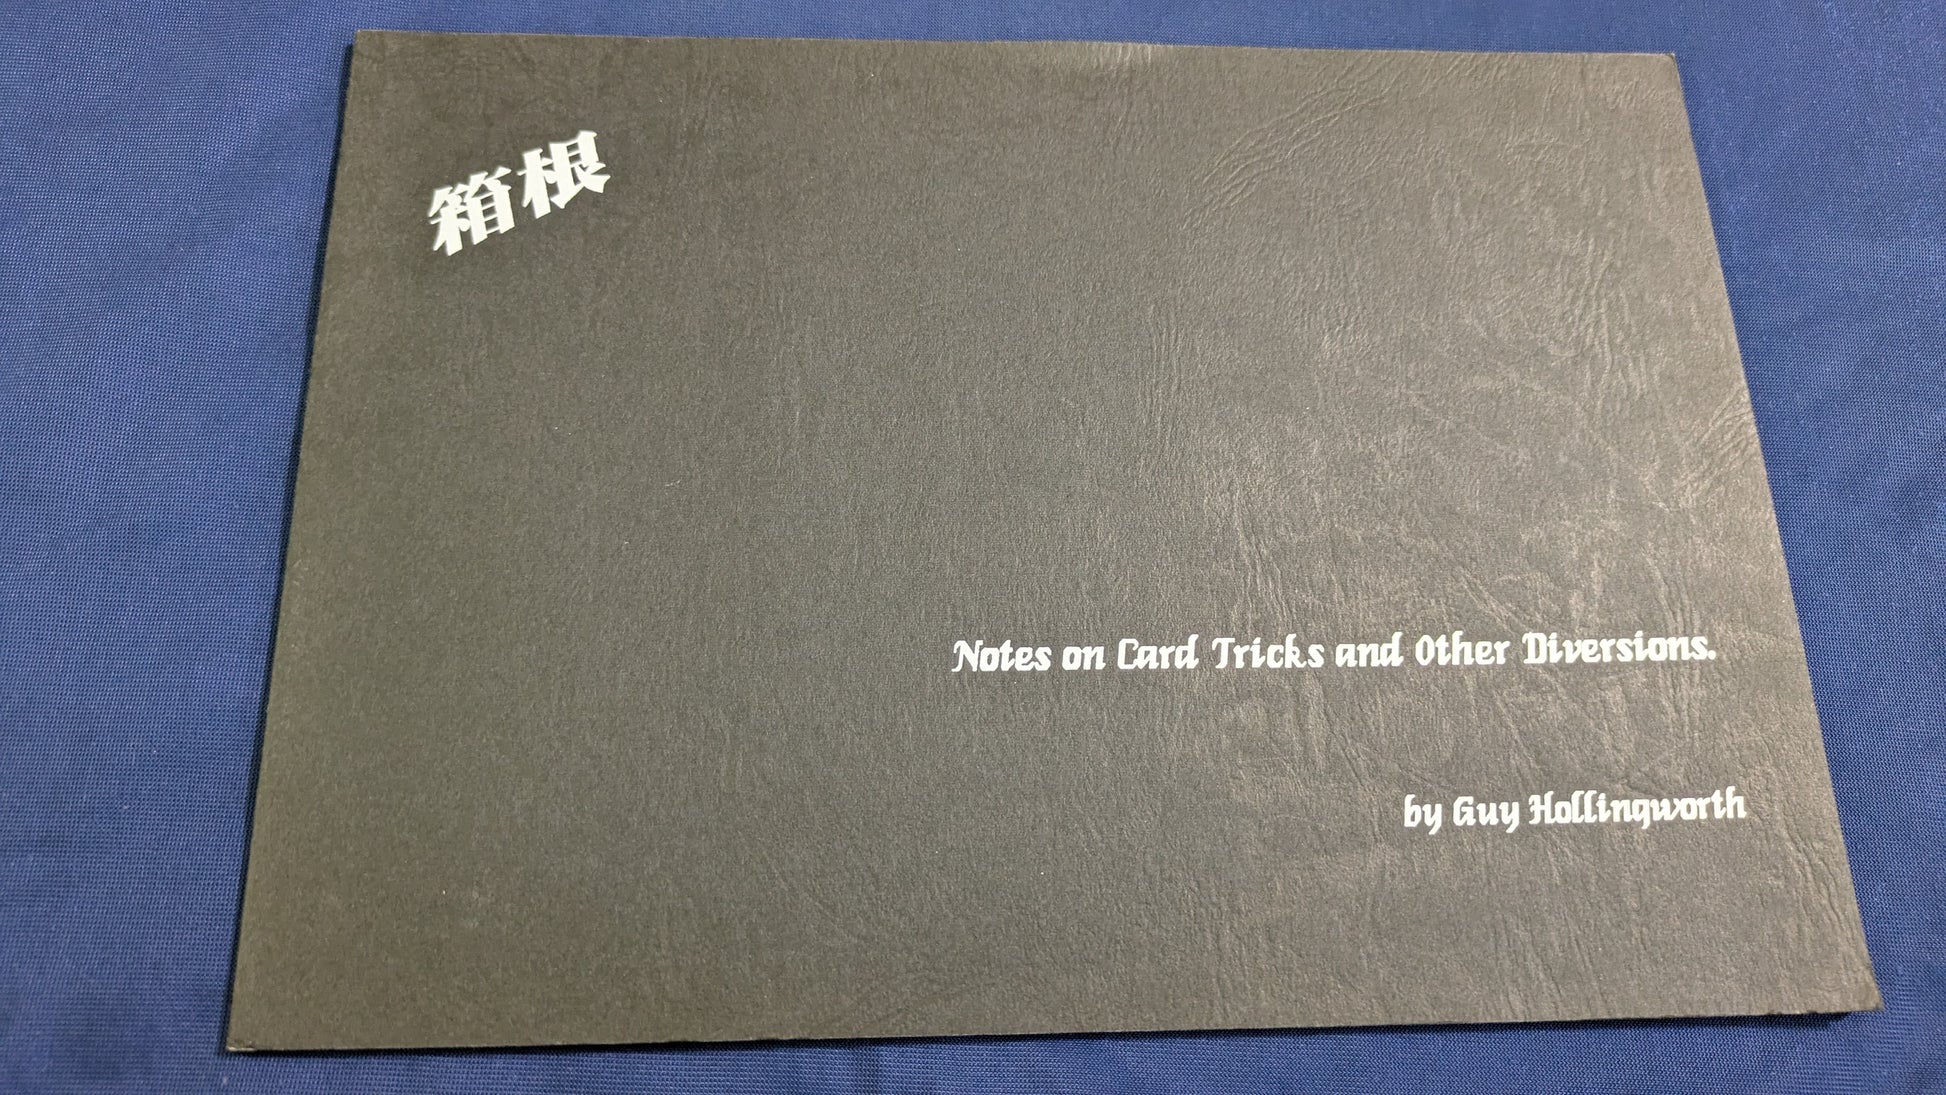 箱根
Notes on Card Tricks and Other Diversions.
by Guy Hollingworth